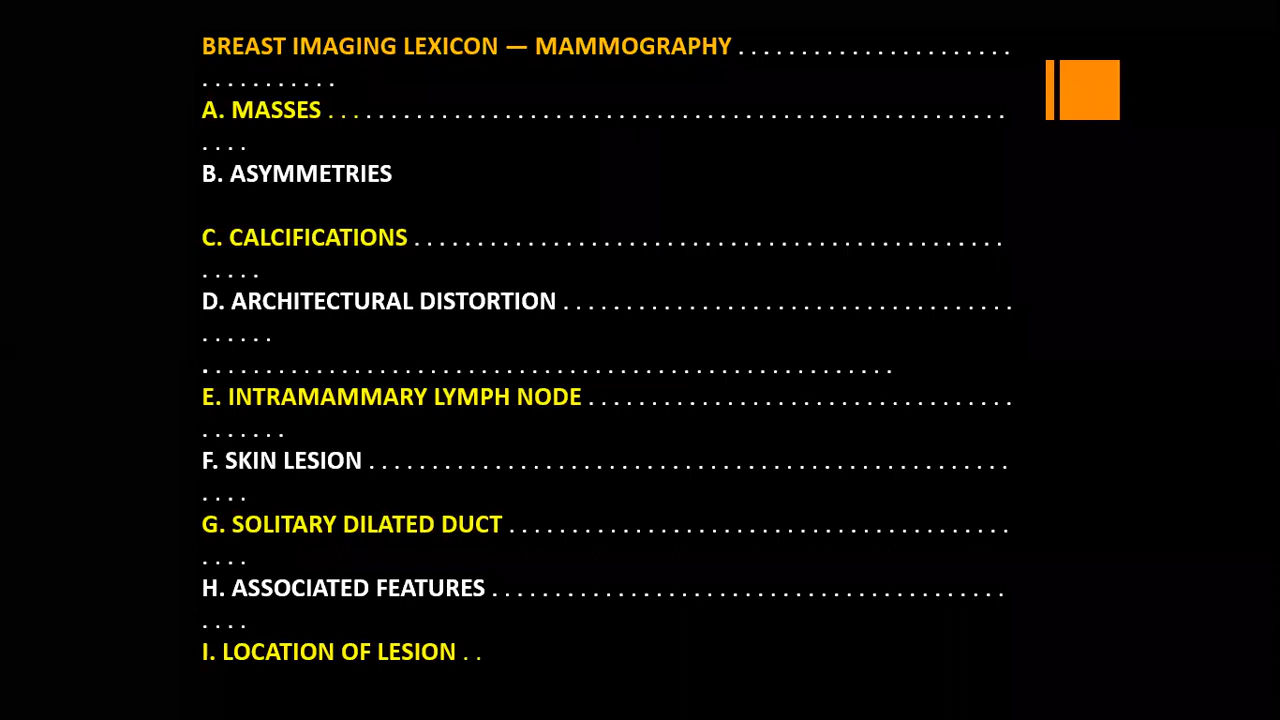 BREAST IMAGING LEXICON — MAMMOGRAPHY . . . . . . . . . . . . . . . . . . . . . .
. . . . . . . . . . .
A. MASSES . . . . . . . . . . . . . . . . . . . . . . . . . . . . . . . . . . . . . . . . . . . . . . . . . . . . . .
. . . .
B. ASYMMETRIES
C. CALCIFICATIONS . . . . . . . . . . . . . . . . . . . . . . . . . . . . . . . . . . . . . . . . . . . . . . .
. . . . .
D. ARCHITECTURAL DISTORTION . . . . . . . . . . . . . . . . . . . . . . . . . . . . . . . . . . . .
. . . . . .
. . . . . . . . . . . . . . . . . . . . . . . . . . . . . . . . . . . . . . . . . . . . . . . . . . . . . . .
E. INTRAMAMMARY LYMPH NODE . . . . . . . . . . . . . . . . . . . . . . . . . . . . . . . . . .
. . . . . . .
F. SKIN LESION . . . . . . . . . . . . . . . . . . . . . . . . . . . . . . . . . . . . . . . . . . . . . . . . . . .
. . . .
G. SOLITARY DILATED DUCT . . . . . . . . . . . . . . . . . . . . . . . . . . . . . . . . . . . . . . . .
. . . .
H. ASSOCIATED FEATURES . . . . . . . . . . . . . . . . . . . . . . . . . . . . . . . . . . . . . . . . .
. . . .
I. LOCATION OF LESION . .